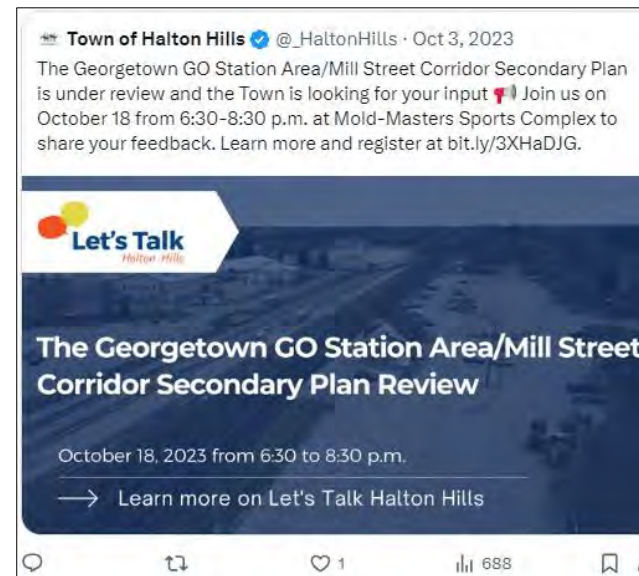 Town of Halton Hills @_HaltonHills · Oct 3, 2023
The Georgetown GO Station Area/Mill Street Corridor Secondary Plan
is under review and the Town is looking for your input Join us on
October 18 from 6:30-8:30 p.m. at Mold-Masters Sports Complex to
share your feedback. Learn more and register at bit.ly/3XHaDJG.
Let's Talk
Halton Hills
The Georgetown GO Station Area/Mill Street
Corridor Secondary Plan Review
October 18, 2023 from 6:30 to 8:30 p.m.
Learn more on Let's Talk Halton Hills
1 688